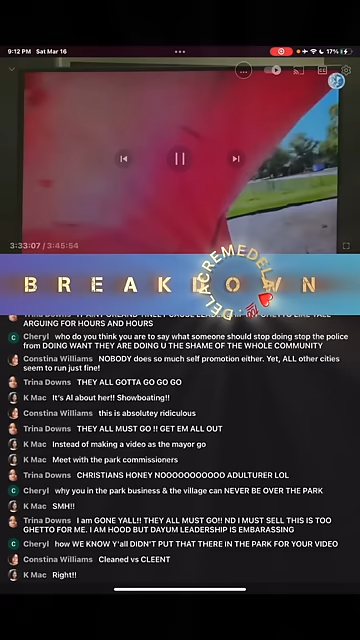 9:12 PM Sat Mar 16
17%
3:33:07 / 3:45:54
BREAKDOWN
CREMEDELA
ARGUING FOR HOURS AND HOURS
Cheryl who do you think you are to say what someone should stop doing stop the police
from DOING WANT THEY ARE DOING U THE SHAME OF THE WHOLE COMMUNITY
Constina Williams NOBODY does so much self promotion either. Yet, ALL other cities
seem to run just fine!
Trina Downs THEY ALL GOTTA GO GO GO
K Mac It's Al about her!! Showboating!!
Constina Williams this is absolutey ridiculous
Trina Downs THEY ALL MUST GO !! GET EM ALL OUT
K Mac Instead of making a video as the mayor go
K Mac Meet with the park commissioners
Trina Downs CHRISTIANS HONEY NOOOOOOOOOOO ADULTURER LOL
C Cheryl why you in the park business & the village can NEVER BE OVER THE PARK
K Mac SMH!!
Trina Downs I am GONE YALL!! THEY ALL MUST GO!! ND I MUST SELL THIS IS TOO
GHETTO FOR ME. I AM HOOD BUT DAYUM LEADERSHIP IS EMBARASSING
C Cheryl how WE KNOW Y'all DIDN"T PUT THAT THERE IN THE PARK FOR YOUR VIDEO
Constina Williams Cleaned vs CLEENT
K Mac Right!!